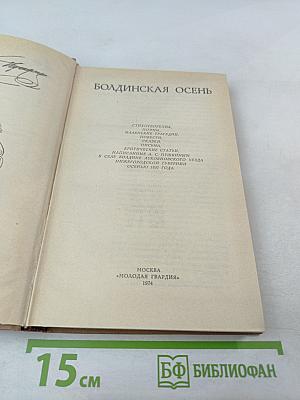 БОЛДИНСКАЯ ОСЕНЬ
СТИХОТВОРЕНИЯ,
ПОЭМА,
МАЛЕНЬКИЕ ТРАГЕДИИ,
ПОВЕСТИ,
СКАЗКИ,
ПИСЬМА,
КРИТИЧЕСКИЕ СТАТЬИ,
НАПИСАННЫЕ А. С. ПУШКИНЫМ
В СЕЛЕ БОЛДИНЕ ЛУКОЯНОВСКОГО УЕЗДА
НИЖЕГОРОДСКОЙ ГУБЕРНИИ
ОСЕНЬЮ 1830 ГОДА
МОСКВА
«МОЛОДАЯ ГВАРДИЯ»
1974
15 см
БФ БИБЛИОФАН